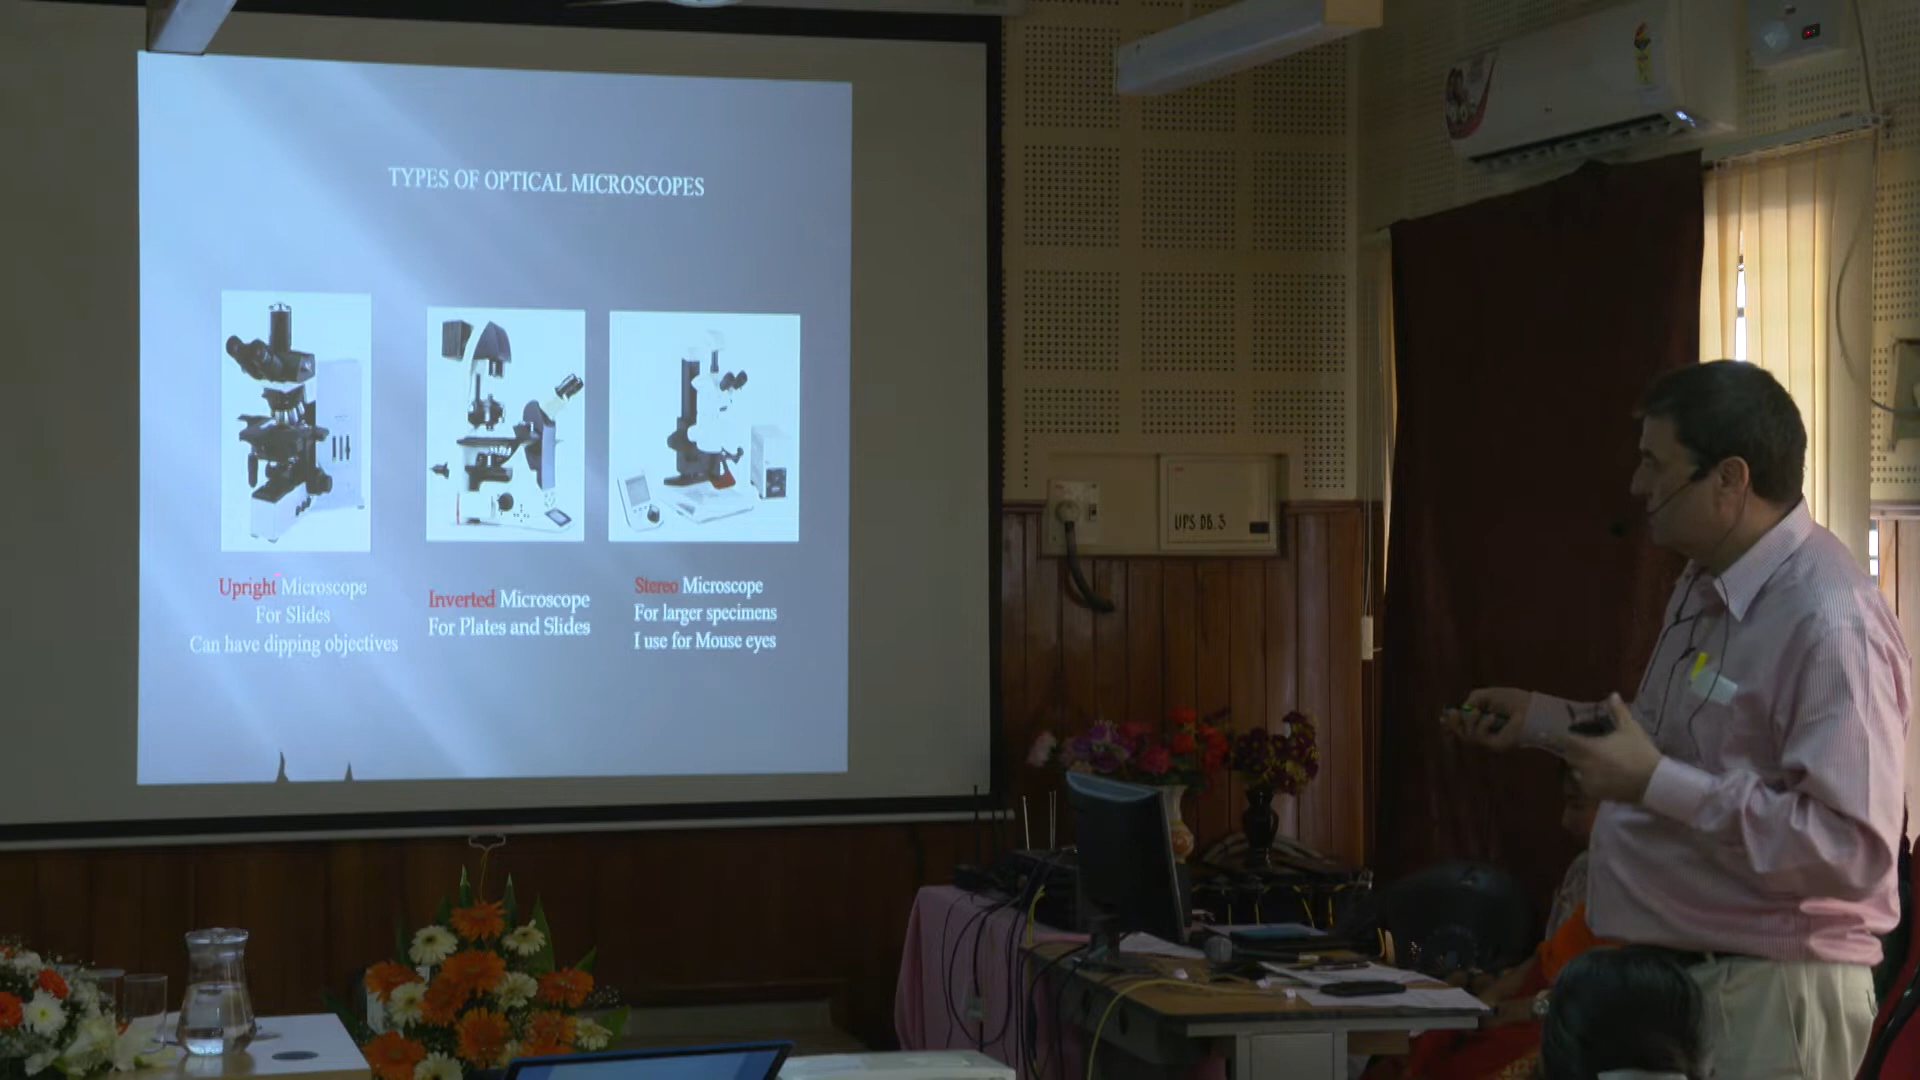 TYPES OF OPTICAL MICROSCOPES
Upright Microscope
For Slides
Can have dipping objectives
Inverted Microscope
For Plates and Slides
Stereo Microscope
For larger specimens
I use for Mouse eyes
UPS DB. 3